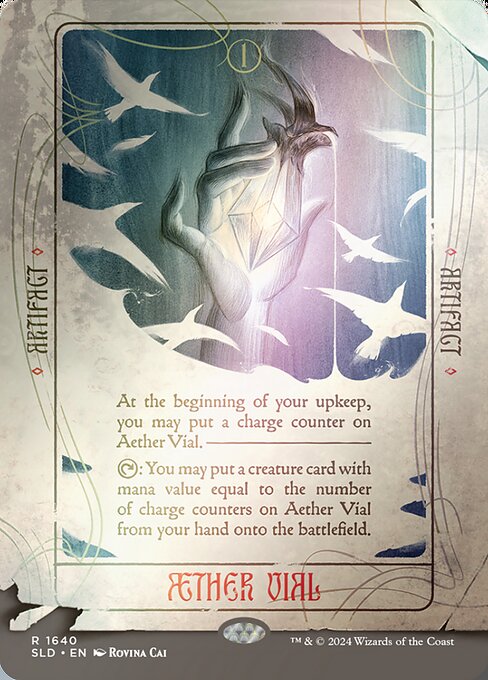 1
ARTIFACT
ARTIFACT
At the beginning of your upkeep,
you may put a charge counter on
Aether Vial.
: You may put a creature card with
mana value equal to the number
of charge counters on Aether Vial
from your hand onto the battlefield.
ÆTHER VIAL
R 1640
SLD • EN Rovina Cai
™ & © 2024 Wizards of the Coast